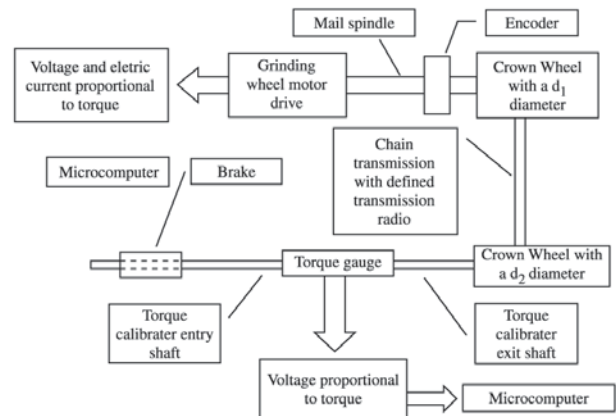 Mail spindle
Encoder
Voltage and eletric
current proportional
to torque
Grinding
wheel motor
drive
Crown Wheel
with a d₁
diameter
Chain
transmission
with defined
transmission
radio
Microcomputer
Brake
Torque gauge
Crown Wheel with
a d₂ diameter
Torque
calibrater entry
shaft
Torque
calibrater
exit shaft
Voltage proportional
to torque
Microcomputer